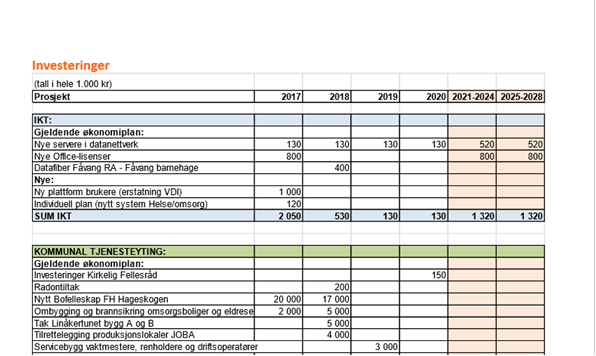 Investeringer
(tall i hele 1.000 kr)
Prosjekt 2017 2018 2019 2020 2021-2024 2025-2028
IKT:
Gjeldende økonomiplan:
Nye servere i datanettverk 130 130 130 130 520 520
Nye Office-lisenser 800 800 800
Datafiber Fåvang RA - Fåvang barnehage 400
Nye:
Ny plattform brukere (erstatning VDI) 1 000
Individuell plan (nytt system Helse/omsorg) 120
SUM IKT 2 050 530 130 130 1 320 1 320
KOMMUNAL TJENESTEYTING:
Gjeldende økonomiplan:
Investeringer Kirkelig Fellesråd 150
Radontiltak 200
Nytt Bofelleskap FH Hageskogen 20 000 17 000
Ombygging og brannsikring omsorgsboliger og eldrese 2 000 5 000
Tak Linåkertunet bygg A og B 5 000
Tilrettelegging produksjonslokaler JOBA 4 000
Servicebygg vaktmestere, renholdere og driftsoperatører 3 000